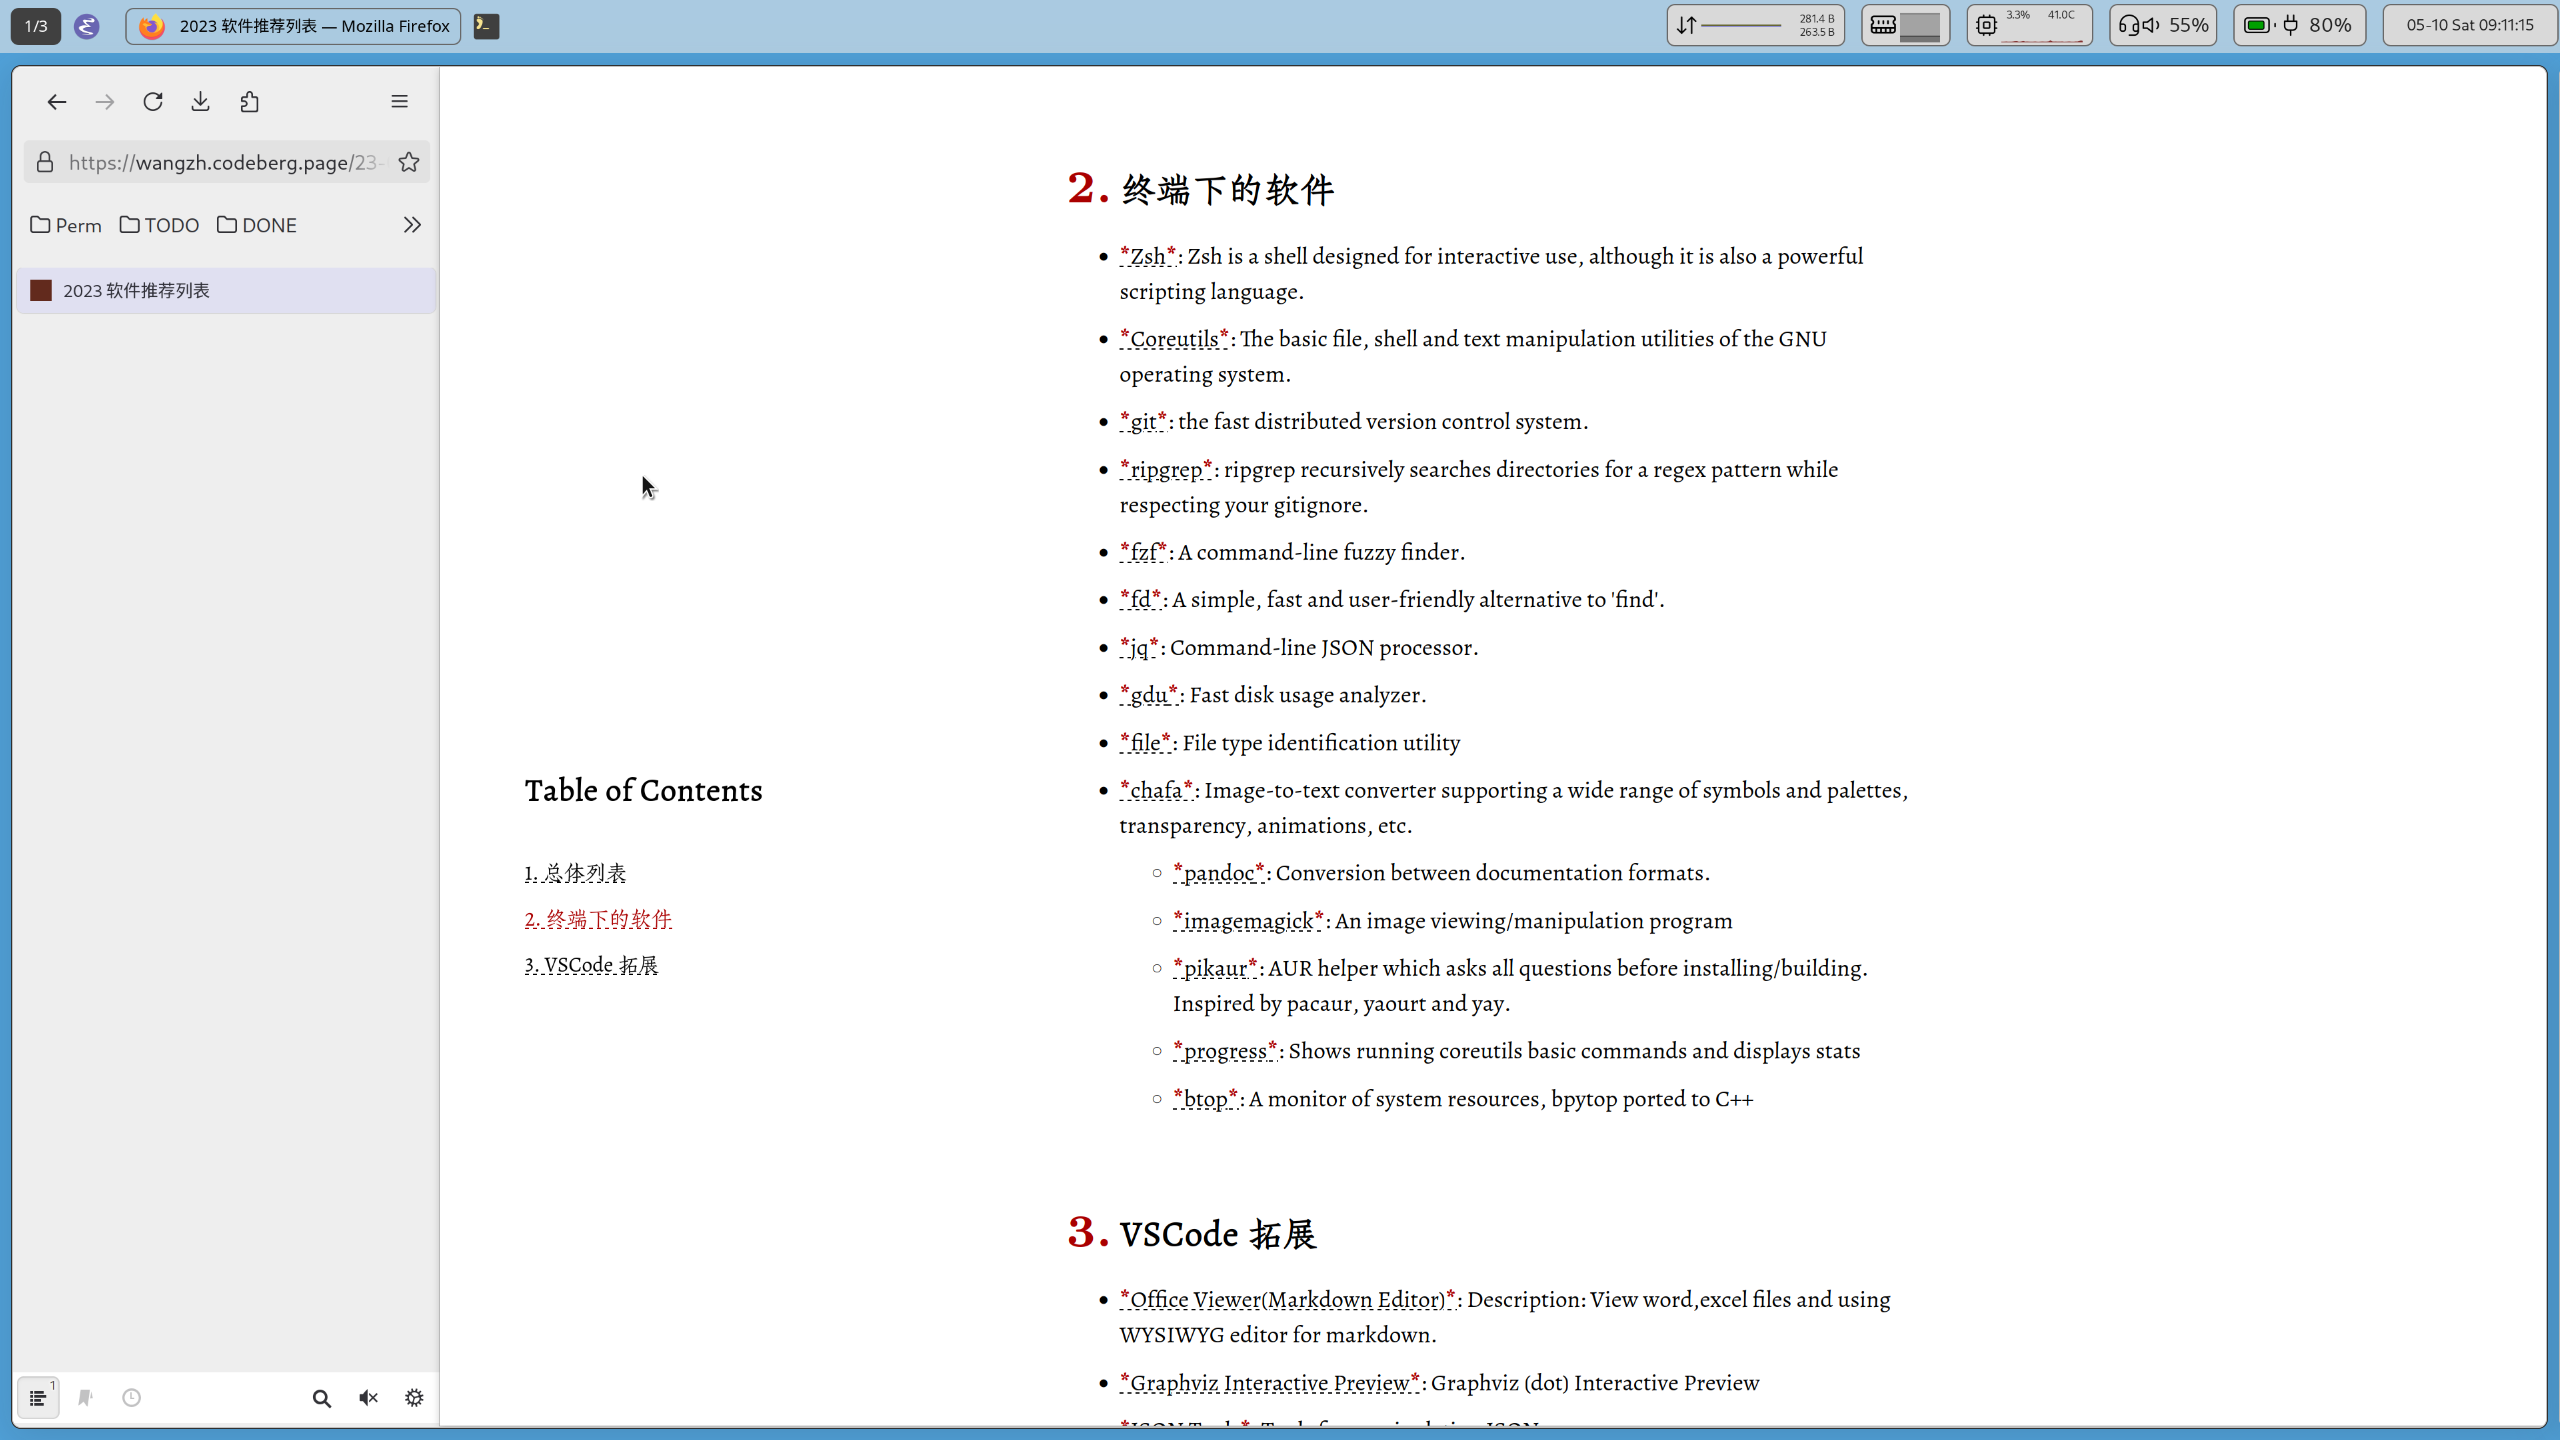 1/3
2023 软件推荐列表 — Mozilla Firefox
281.4 B
263.5 B
3.3%
41.0C
55%
80%
05-10 Sat 09:11:15
https://wangzh.codeberg.page/23-
Perm
TODO
DONE
2023 软件推荐列表
1
Table of Contents
1. 总体列表
2. 终端下的软件
3. VSCode 拓展
2. 终端下的软件
*Zsh*: Zsh is a shell designed for interactive use, although it is also a powerful
scripting language.
*Coreutils*: The basic file, shell and text manipulation utilities of the GNU
operating system.
*git*: the fast distributed version control system.
*ripgrep*: ripgrep recursively searches directories for a regex pattern while
respecting your gitignore.
*fzf*: A command-line fuzzy finder.
*fd*: A simple, fast and user-friendly alternative to 'find'.
*jq*: Command-line JSON processor.
*gdu*: Fast disk usage analyzer.
*file*: File type identification utility
*chafa*: Image-to-text converter supporting a wide range of symbols and palettes,
transparency, animations, etc.
*pandoc*: Conversion between documentation formats.
*imagemagick*: An image viewing/manipulation program
*pikaur*: AUR helper which asks all questions before installing/building.
Inspired by pacaur, yaourt and yay.
*progress*: Shows running coreutils basic commands and displays stats
*btop*: A monitor of system resources, bpytop ported to C++
3. VSCode 拓展
*Office Viewer(Markdown Editor)*: Description: View word,excel files and using
WYSIWYG editor for markdown.
*Graphviz Interactive Preview*: Graphviz (dot) Interactive Preview